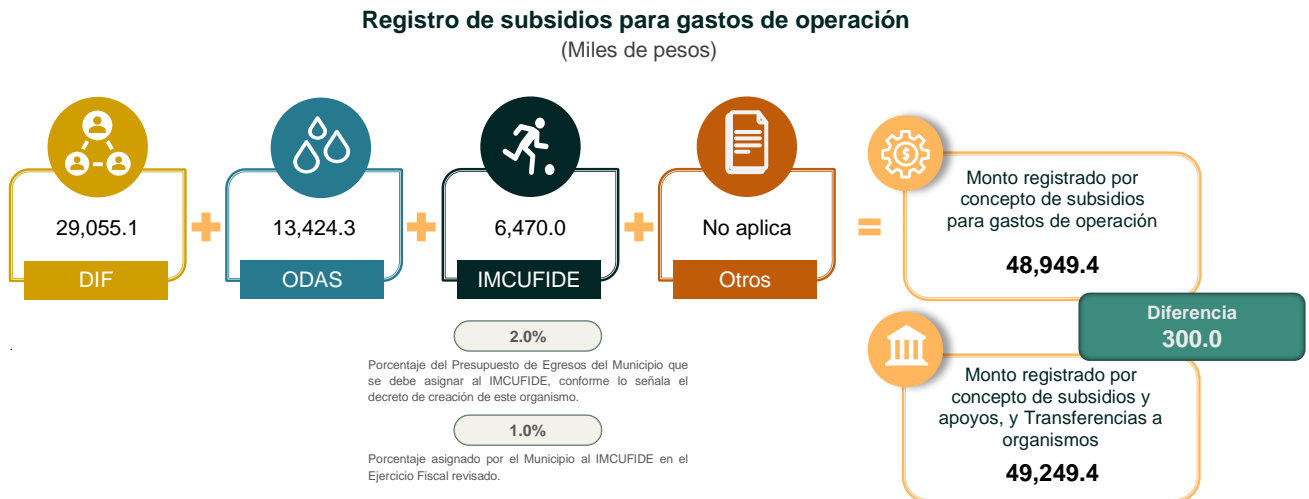 Registro de subsidios para gastos de operación
(Miles de pesos)
29,055.1
DIF
13,424.3
ODAS
6,470.0
IMCUFIDE
No aplica
Otros
Monto registrado por
concepto de subsidios
para gastos de operación
48,949.4
Diferencia
300.0
Monto registrado por
concepto de subsidios y
apoyos, y Transferencias a
organismos
49,249.4
2.0%
Porcentaje del Presupuesto de Egresos del Municipio que
se debe asignar al IMCUFIDE, conforme lo señala el
decreto de creación de este organismo.
1.0%
Porcentaje asignado por el Municipio al IMCUFIDE en el
Ejercicio Fiscal revisado.